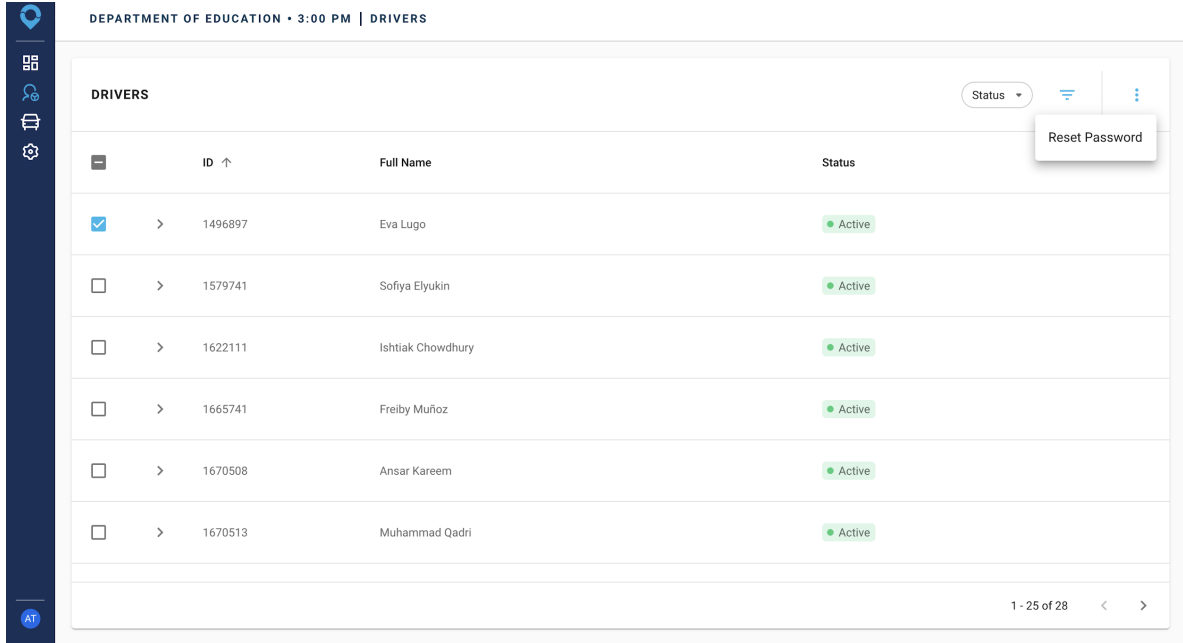 DEPARTMENT OF EDUCATION • 3:00 PM | DRIVERS
DRIVERS
Status
Reset Password
ID Full Name Status
1496897 Eva Lugo Active
1579741 Sofiya Elyukin Active
1622111 Ishtiak Chowdhury Active
1665741 Freiby Muñoz Active
1670508 Ansar Kareem Active
1670513 Muhammad Qadri Active
1 - 25 of 28
AT